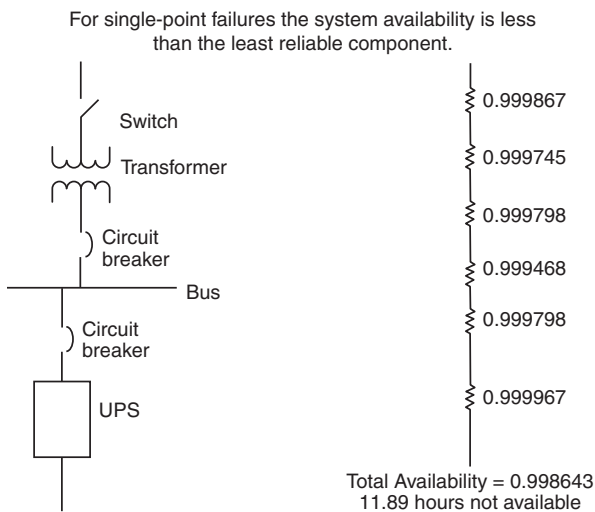 For single-point failures the system availability is less
than the least reliable component.
Switch
Transformer
Circuit
breaker
Bus
Circuit
breaker
UPS
0.999867
0.999745
0.999798
0.999468
0.999798
0.999967
Total Availability = 0.998643
11.89 hours not available